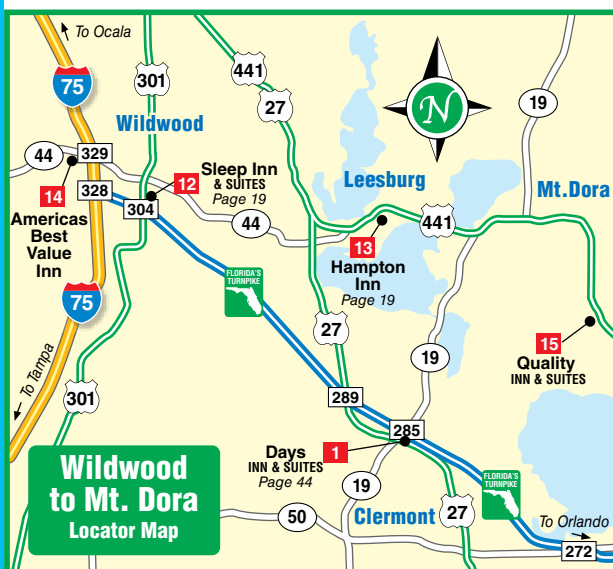 To Ocala
75
301
441
27
19
N
Wildwood
44
329
14
Americas
Best
Value
Inn
328
304
12
Sleep Inn
& SUITES
Page 19
44
Leesburg
Mt.Dora
441
13
Hampton
Inn
Page 19
FLORIDA'S
TURNPIKE
75
27
19
15
Quality
INN & SUITES
To Tampa
301
289
285
Days
INN & SUITES
Page 44
1
19
Wildwood
to Mt. Dora
Locator Map
50
Clermont
27
FLORIDA'S
TURNPIKE
To Orlando
272